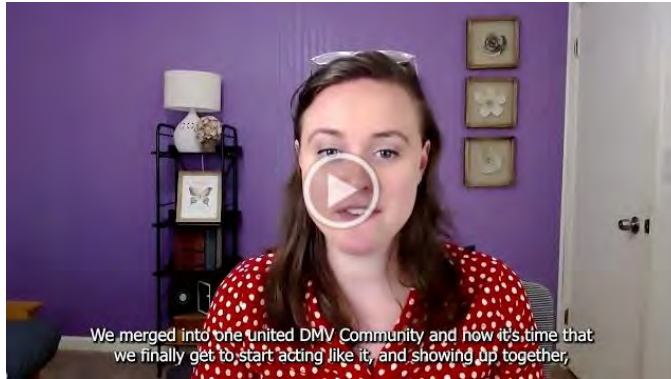 We merged into one united DMV Community and now it's time that
we finally get to start acting like it, and showing up together,